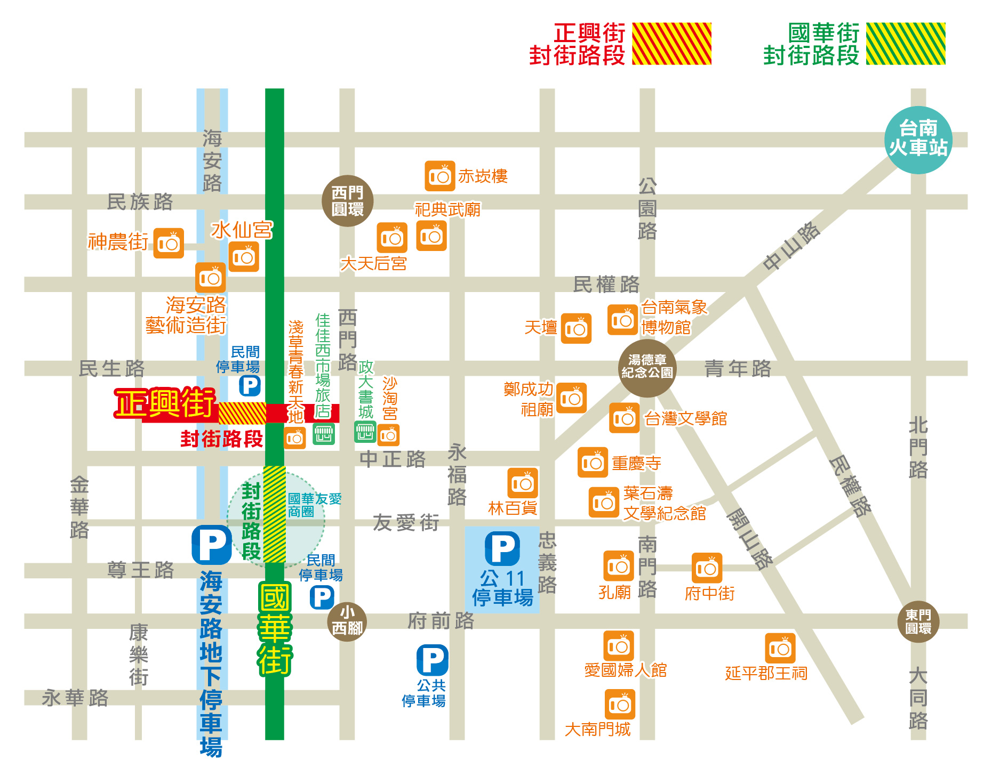 正興街
封街路段
國華街
封街路段
台南
火車站
海安路
民族路
西門
圓環
赤崁樓
祀典武廟
公園路
中山路
神農街
水仙宮
大天后宮
海安路
藝術造街
民權路
西門路
台南氣象
博物館
天壇
民間
停車場
P
淺草青春新天地
佳佳西市場旅店
政大書城
沙淘宮
民生路
湯德章
紀念公園
青年路
正興街
封街路段
鄭成功
祖廟
台灣文學館
北門路
中正路
永福路
重慶寺
民權路
金華路
封街路段
國華友愛
商圈
林百貨
葉石濤
文學紀念館
友愛街
開山路
P
海安路地下停車場
P
公 11
停車場
忠義路
南門路
尊王路
民間
停車場
P
孔廟
府中街
國華街
小
西腳
府前路
東門
圓環
康樂街
P
公共
停車場
愛國婦人館
延平郡王祠
大同路
永華路
大南門城